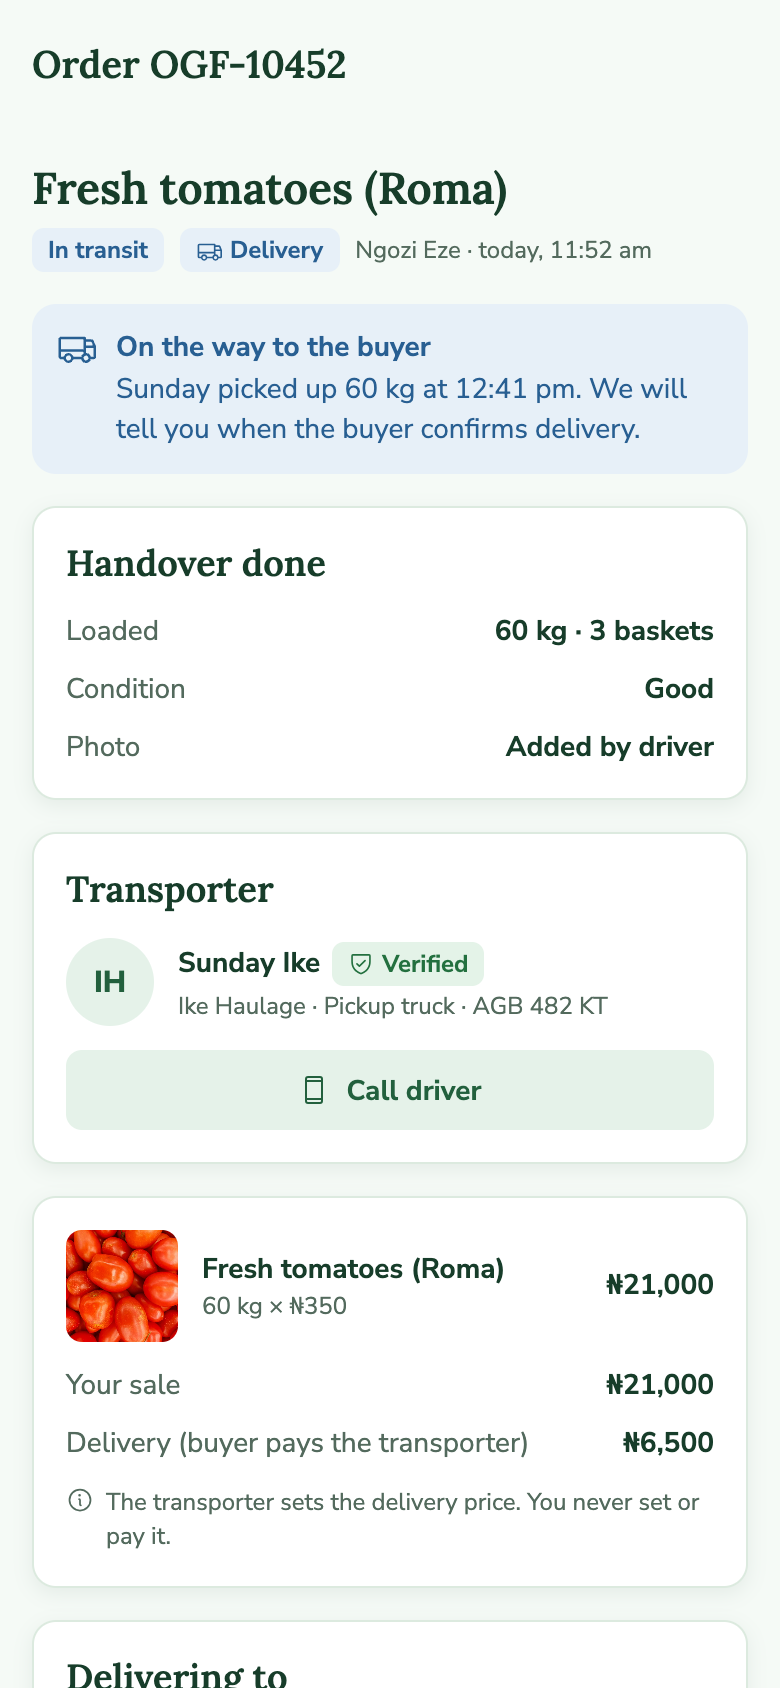 Order OGF-10452
Fresh tomatoes (Roma)
In transit
Delivery
Ngozi Eze · today, 11:52 am
On the way to the buyer
Sunday picked up 60 kg at 12:41 pm. We will
tell you when the buyer confirms delivery.
Handover done
Loaded
60 kg · 3 baskets
Condition
Good
Photo
Added by driver
Transporter
IH
Sunday Ike
Verified
Ike Haulage · Pickup truck · AGB 482 KT
Call driver
Fresh tomatoes (Roma)
60 kg × ₦350
₦21,000
Your sale
₦21,000
Delivery (buyer pays the transporter)
₦6,500
The transporter sets the delivery price. You never set or
pay it.
Delivering to